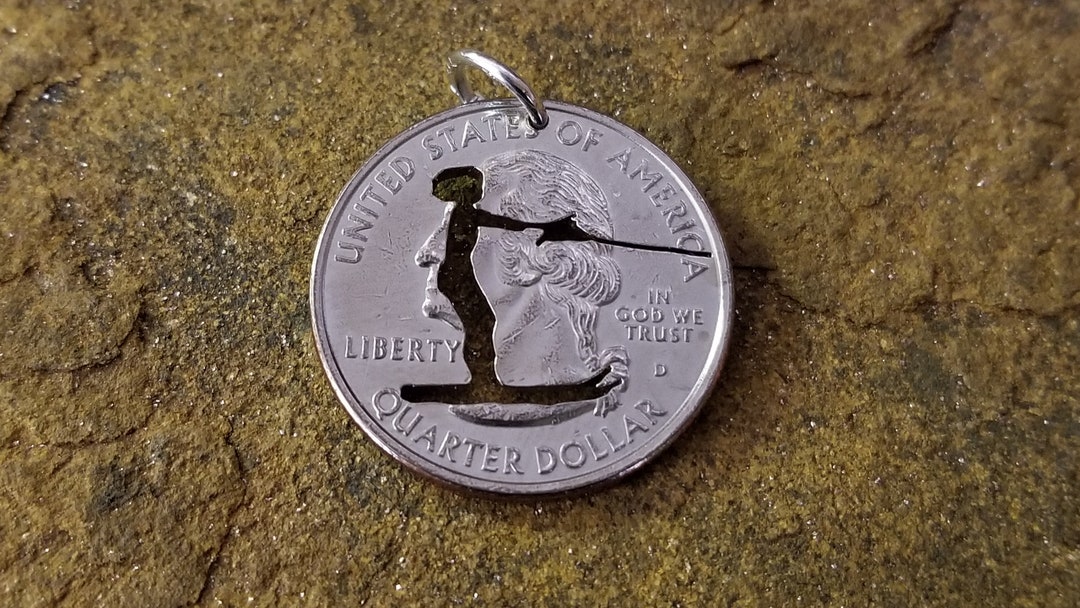 UNITED STATES OF AMERICA
LIBERTY
IN
GOD WE
TRUST
D
QUARTER DOLLAR